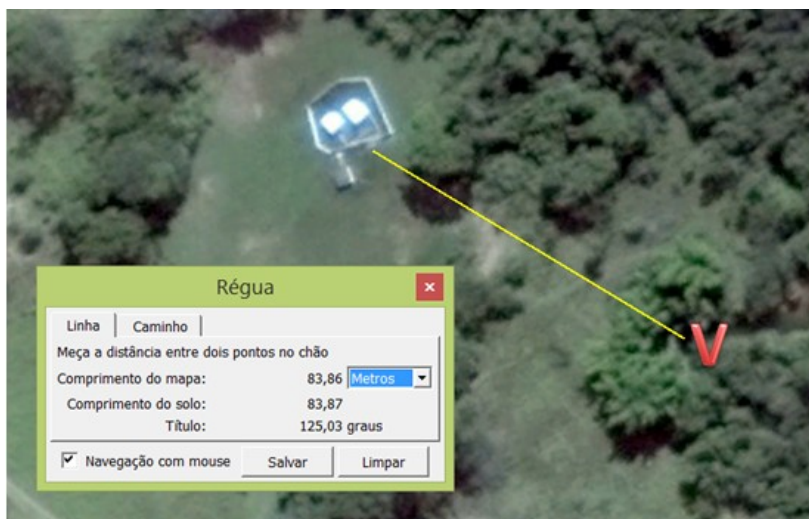 Régua
Linha Caminho
Meça a distância entre dois pontos no chão
Comprimento do mapa: 83,86 Metros
Comprimento do solo: 83,87
Título: 125,03 graus
Navegação com mouse Salvar Limpar
V